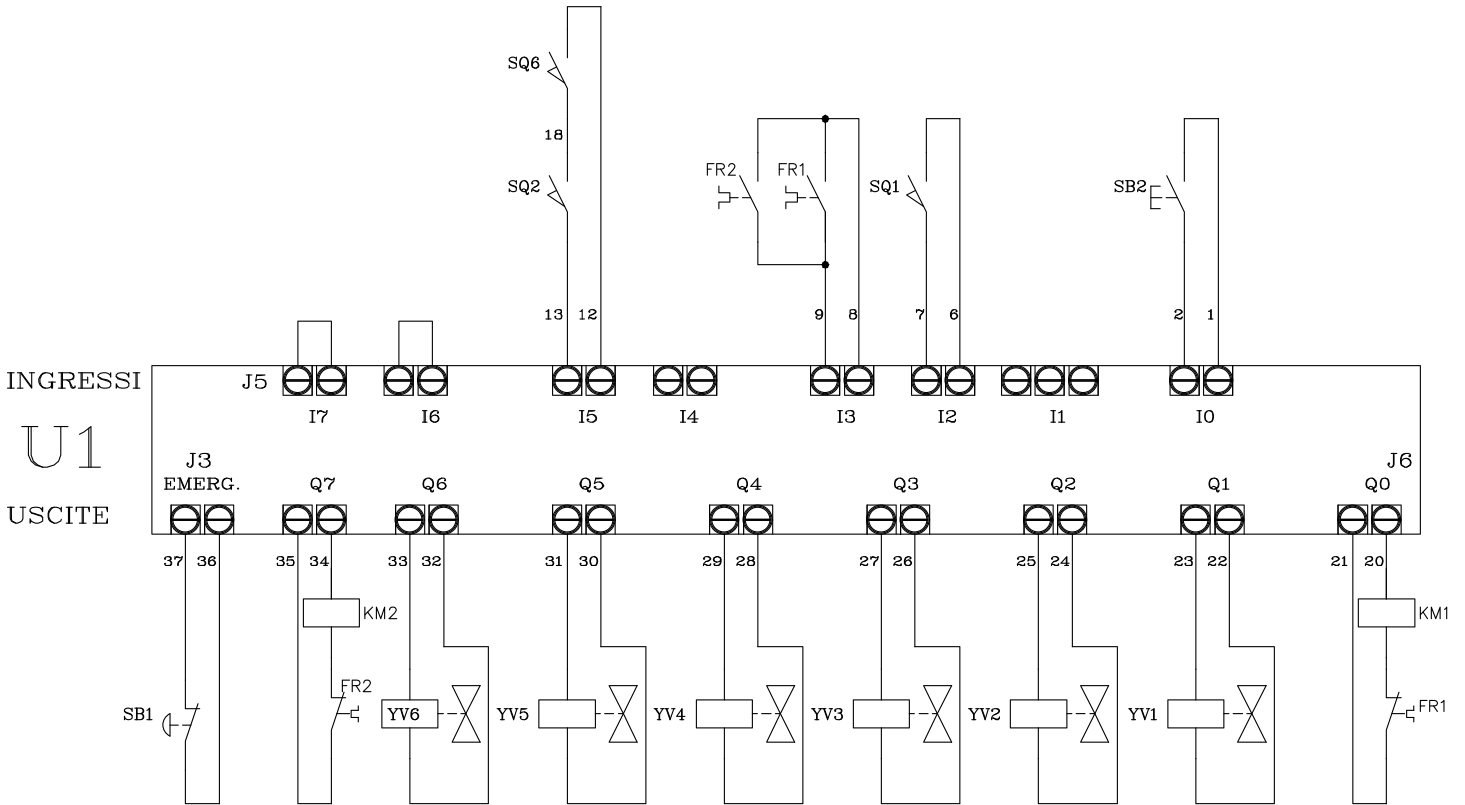 SQ6
18
FR2 FR1 SQ1 SB2
SQ2
13 12 9 8 7 6 2 1
INGRESSI J5
I7 I6 I5 I4 I3 I2 I1 I0
U1
J3 J6
EMERG. Q7 Q6 Q5 Q4 Q3 Q2 Q1 Q0
USCITE
37 36 35 34 33 32 31 30 29 28 27 26 25 24 23 22 21 20
KM2 KM1
FR2
SB1 YV6 YV5 YV4 YV3 YV2 YV1 FR1